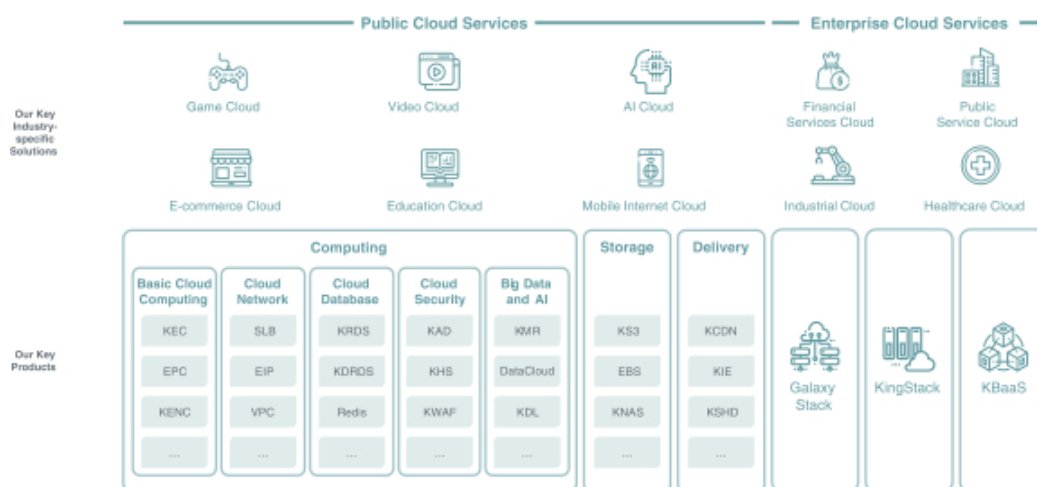 Public Cloud Services
Enterprise Cloud Services
Our Key
Industry-
specific
Solutions
Game Cloud
Video Cloud
AI
AI Cloud
Financial
Services Cloud
Public
Service Cloud
E-commerce Cloud
Education Cloud
Mobile Internet Cloud
Industrial Cloud
Healthcare Cloud
Our Key
Products
Computing
Storage
Delivery
Basic Cloud
Computing
Cloud
Network
Cloud
Database
Cloud
Security
Big Data
and AI
KEC
SLB
KRDS
KAD
KMR
KS3
KCDN
EPC
EIP
KDRDS
KHS
DataCloud
EBS
KIE
KENC
VPC
Redis
KWAF
KDL
KNAS
KSHD
...
...
...
...
...
...
...
Galaxy
Stack
KingStack
KBaaS